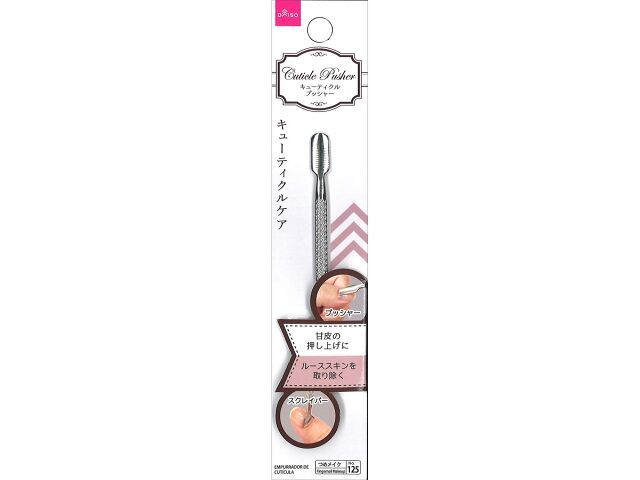 DAISO
Cuticle Pusher
キューティクル
プッシャー
キューティクルケア
プッシャー
甘皮の
押し上げに
ルーススキンを
取り除く
スクレイパー
EMPURRADOR DE
CUTÍCULA
つめメイク
Fingernail Makeup
No.
125